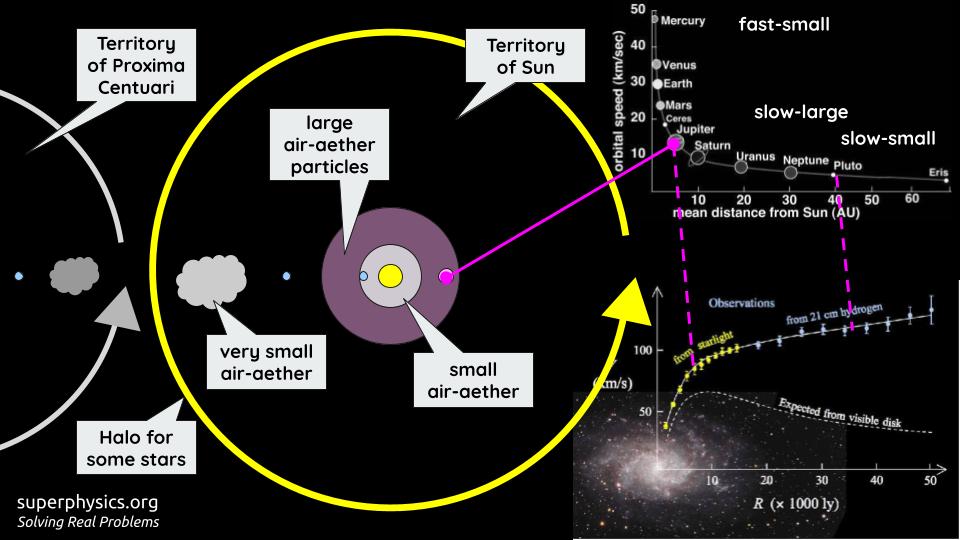 Territory
of Proxima
Centuari
Territory
of Sun
large
air-aether
particles
very small
air-aether
small
air-aether
Halo for
some stars
superphysics.org
Solving Real Problems
fast-small
slow-large
slow-small
orbital speed (km/sec)
50
40
30
20
10
Mercury
Venus
Earth
Mars
Ceres
Jupiter
Saturn
Uranus
Neptune
Pluto
Eris
10 20 30 40 50 60
mean distance from Sun (AU)
Observations
from 21 cm hydrogen
from starlight
100
(km/s)
50
Expected from visible disk
10 20 30 40 50
R (x 1000 ly)